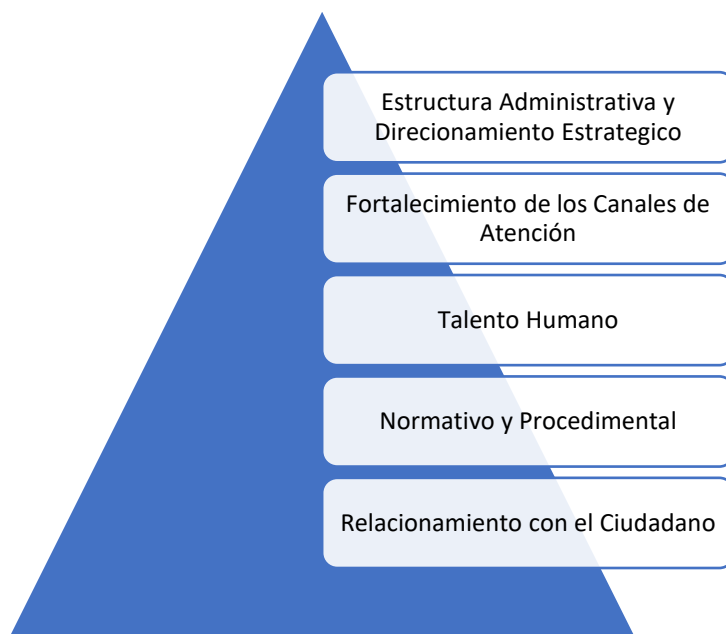 Estructura Administrativa y
Direcionamiento Estrategico
Fortalecimiento de los Canales de
Atención
Talento Humano
Normativo y Procedimental
Relacionamiento con el Ciudadano